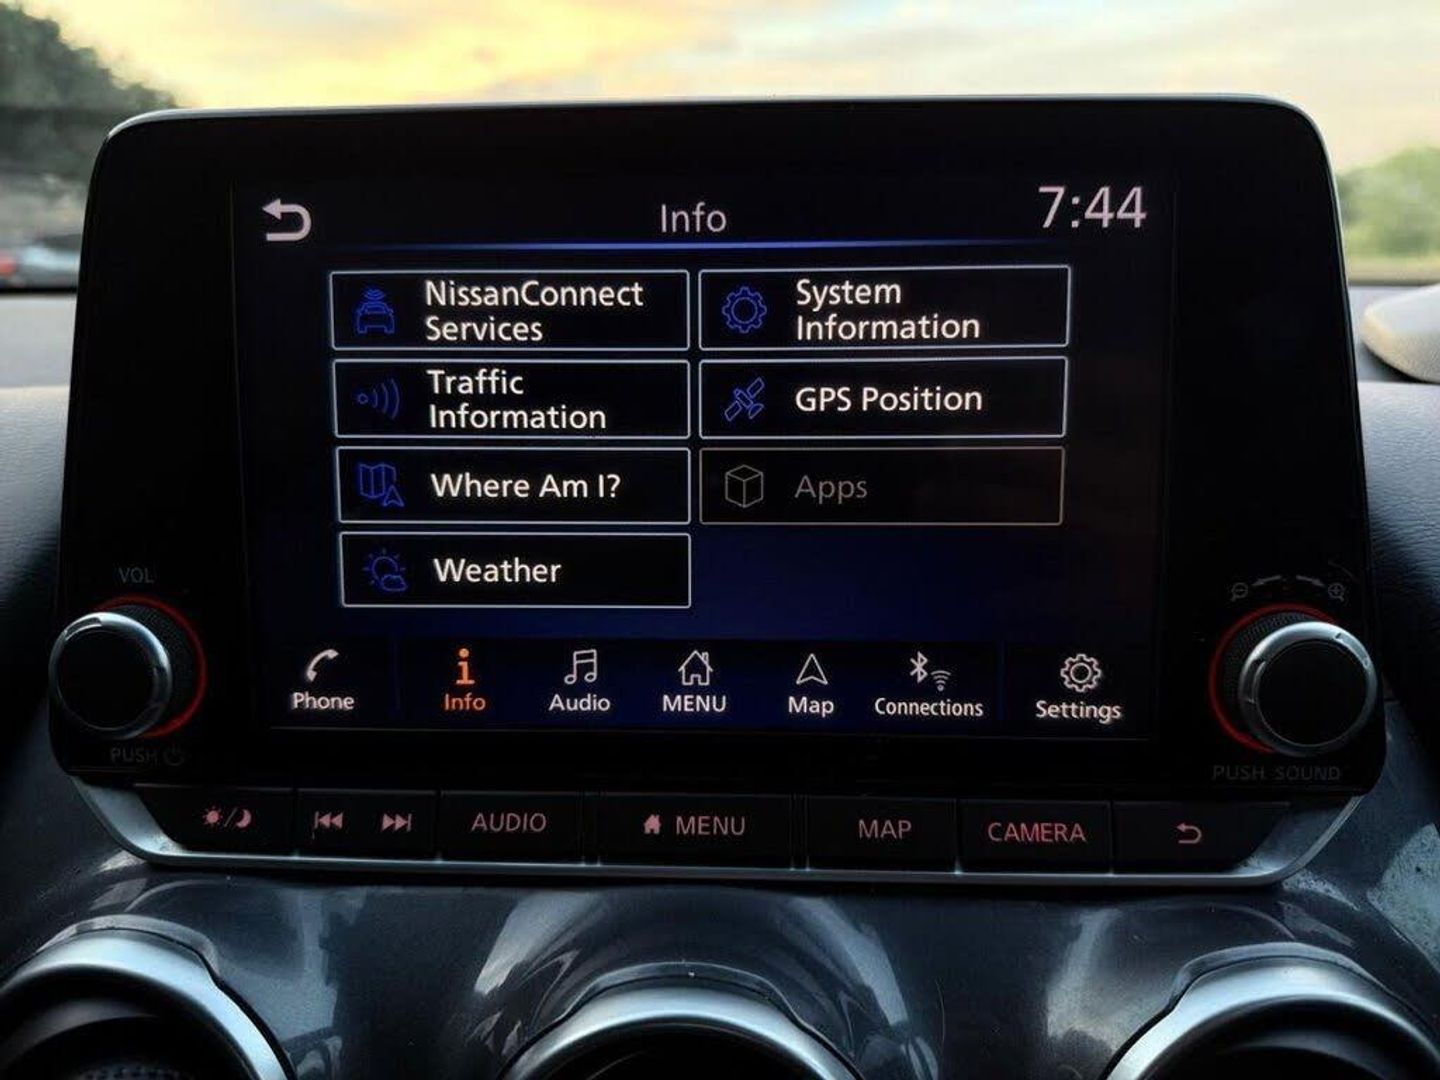 Info
7:44
NissanConnect
Services
System
Information
Traffic
Information
GPS Position
Where Am I?
Apps
Weather
VOL
Phone
Info
Audio
MENU
Map
Connections
Settings
PUSH
PUSH SOUND
AUDIO
MENU
MAP
CAMERA